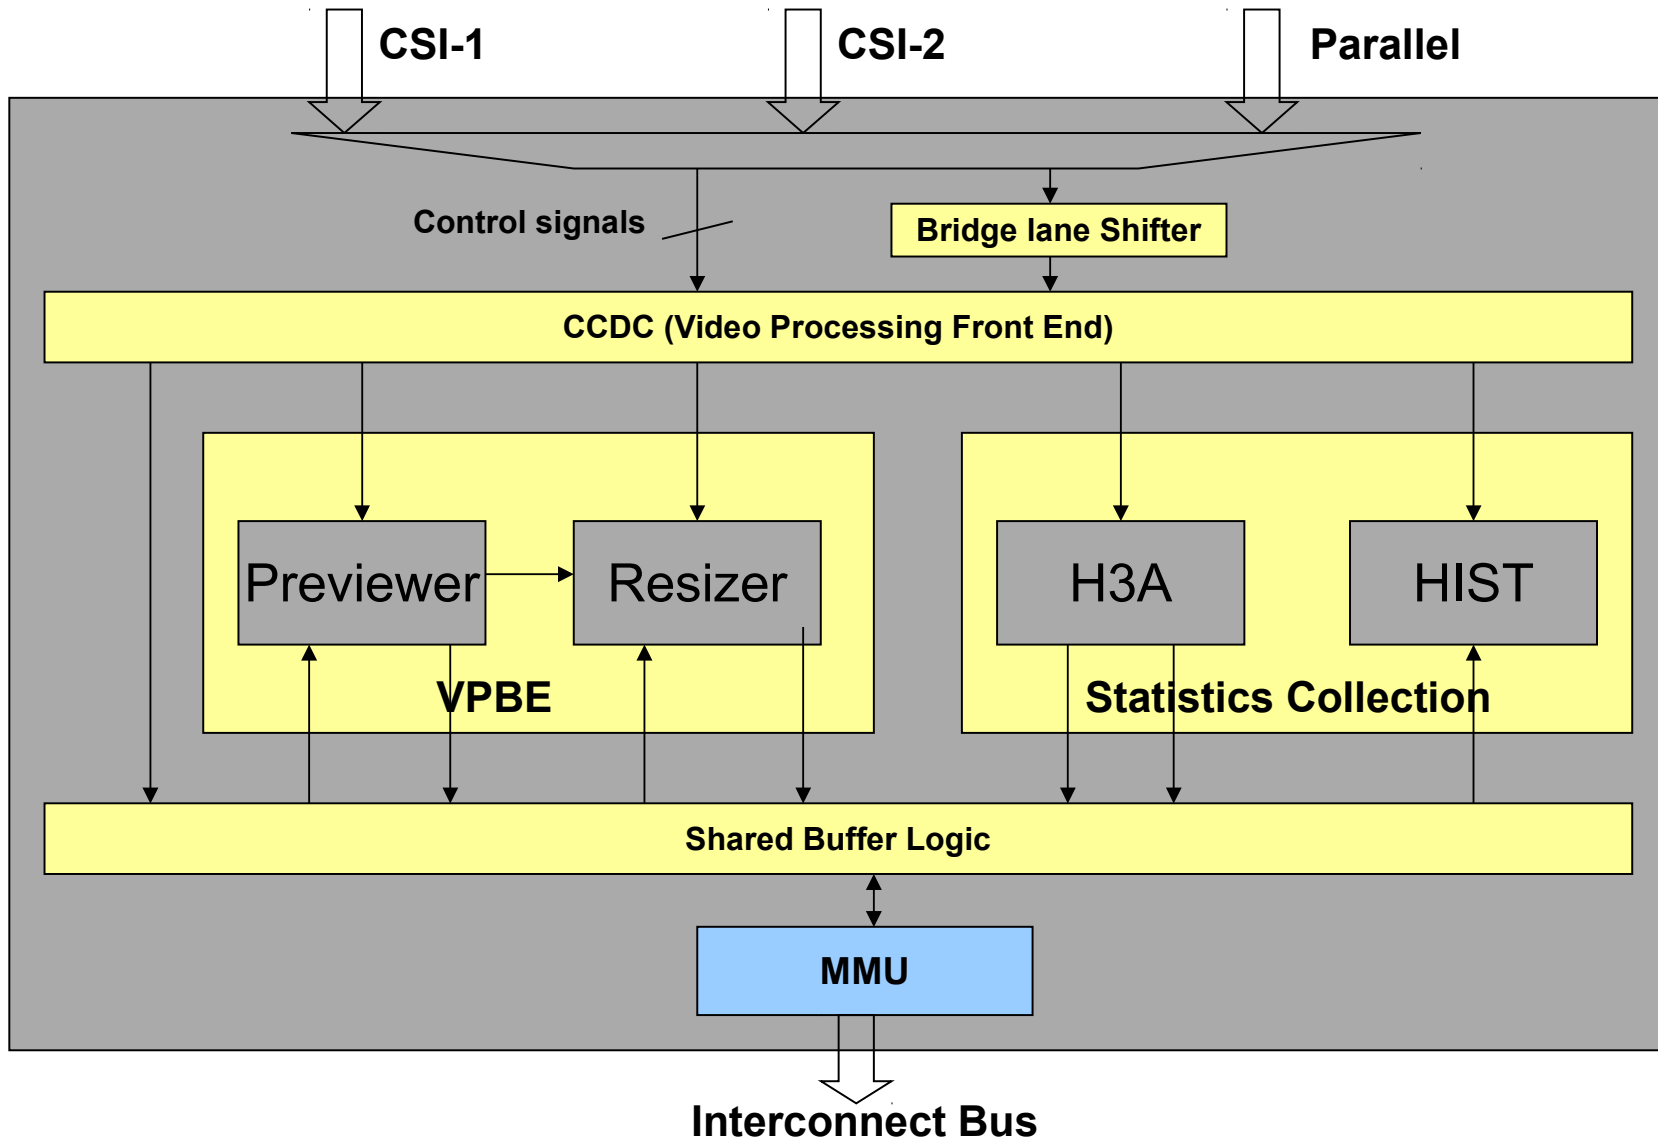 CSI-1
CSI-2
Parallel
Control signals
Bridge lane Shifter
CCDC (Video Processing Front End)
Previewer
Resizer
H3A
HIST
VPBE
Statistics Collection
Shared Buffer Logic
MMU
Interconnect Bus